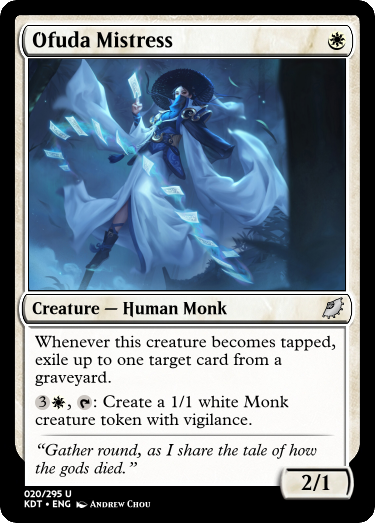 Ofuda Mistress
Creature — Human Monk
Whenever this creature becomes tapped,
exile up to one target card from a
graveyard.
3, : Create a 1/1 white Monk
creature token with vigilance.
“Gather round, as I share the tale of how
the gods died.”
2/1
020/295 U
KDT • ENG Andrew Chou